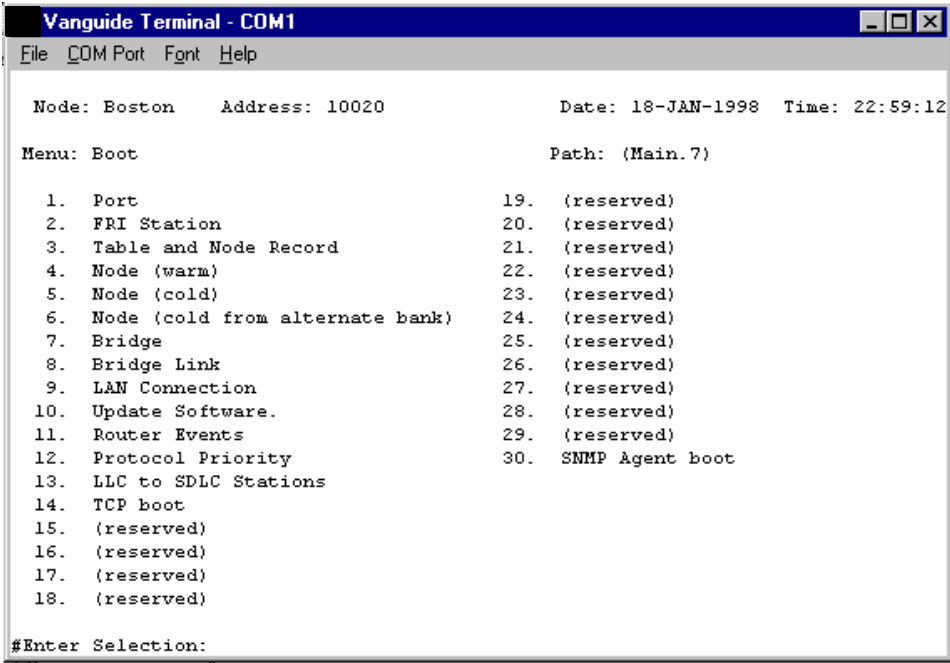 Vanguide Terminal - COM1
File COM Port Font Help
Node: Boston Address: 10020 Date: 18-JAN-1998 Time: 22:59:12
Menu: Boot Path: (Main.7)
1. Port 19. (reserved)
2. FRI Station 20. (reserved)
3. Table and Node Record 21. (reserved)
4. Node (warm) 22. (reserved)
5. Node (cold) 23. (reserved)
6. Node (cold from alternate bank) 24. (reserved)
7. Bridge 25. (reserved)
8. Bridge Link 26. (reserved)
9. LAN Connection 27. (reserved)
10. Update Software. 28. (reserved)
11. Router Events 29. (reserved)
12. Protocol Priority 30. SNMP Agent boot
13. LLC to SDLC Stations
14. TCP boot
15. (reserved)
16. (reserved)
17. (reserved)
18. (reserved)
#Enter Selection: